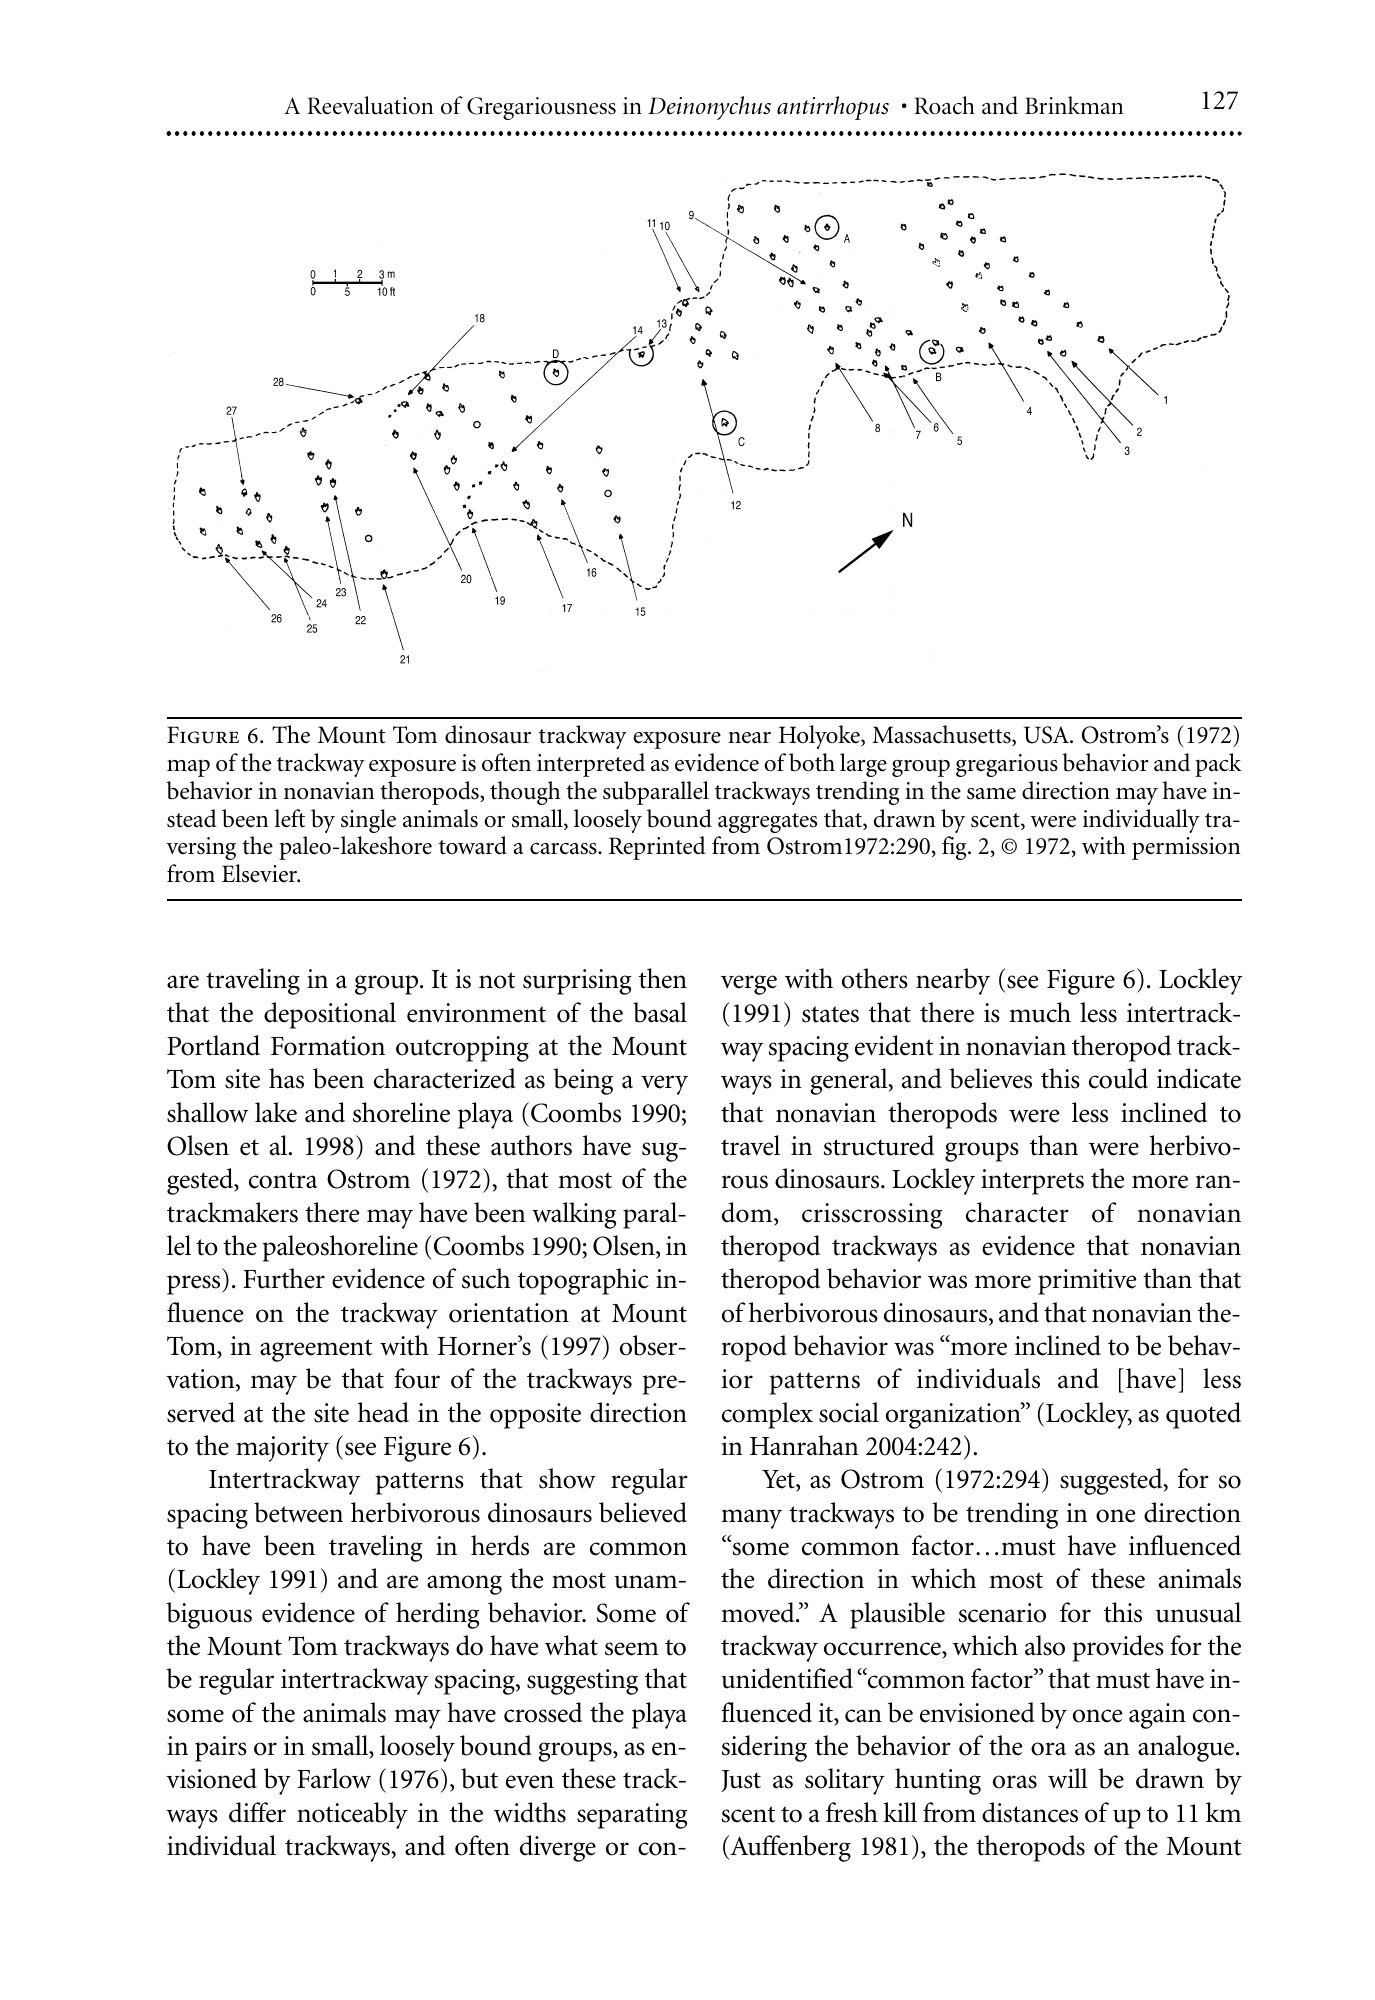 A Reevaluation of Gregariousness in Deinonychus antirrhopus • Roach and Brinkman 127
11 10
9
A
0 1 2 3 m
0 5 10 ft
18
14
13
D
28
27
B
1
2
3
4
5
6
7
8
C
12
N
16
15
17
19
20
21
22
23
24
25
26
FIGURE 6. The Mount Tom dinosaur trackway exposure near Holyoke, Massachusetts, USA. Ostrom’s (1972)
map of the trackway exposure is often interpreted as evidence of both large group gregarious behavior and pack
behavior in nonavian theropods, though the subparallel trackways trending in the same direction may have in-
stead been left by single animals or small, loosely bound aggregates that, drawn by scent, were individually tra-
versing the paleo-lakeshore toward a carcass. Reprinted from Ostrom1972:290, fig. 2, © 1972, with permission
from Elsevier.
are traveling in a group. It is not surprising then
that the depositional environment of the basal
Portland Formation outcropping at the Mount
Tom site has been characterized as being a very
shallow lake and shoreline playa (Coombs 1990;
Olsen et al. 1998) and these authors have sug-
gested, contra Ostrom (1972), that most of the
trackmakers there may have been walking paral-
lel to the paleoshoreline (Coombs 1990; Olsen, in
press). Further evidence of such topographic in-
fluence on the trackway orientation at Mount
Tom, in agreement with Horner’s (1997) obser-
vation, may be that four of the trackways pre-
served at the site head in the opposite direction
to the majority (see Figure 6).
Intertrackway patterns that show regular
spacing between herbivorous dinosaurs believed
to have been traveling in herds are common
(Lockley 1991) and are among the most unam-
biguous evidence of herding behavior. Some of
the Mount Tom trackways do have what seem to
be regular intertrackway spacing, suggesting that
some of the animals may have crossed the playa
in pairs or in small, loosely bound groups, as en-
visioned by Farlow (1976), but even these track-
ways differ noticeably in the widths separating
individual trackways, and often diverge or con-
verge with others nearby (see Figure 6). Lockley
(1991) states that there is much less intertrack-
way spacing evident in nonavian theropod track-
ways in general, and believes this could indicate
that nonavian theropods were less inclined to
travel in structured groups than were herbivo-
rous dinosaurs. Lockley interprets the more ran-
dom, crisscrossing character of nonavian
theropod trackways as evidence that nonavian
theropod behavior was more primitive than that
of herbivorous dinosaurs, and that nonavian the-
ropod behavior was “more inclined to be behav-
ior patterns of individuals and [have] less
complex social organization” (Lockley, as quoted
in Hanrahan 2004:242).
Yet, as Ostrom (1972:294) suggested, for so
many trackways to be trending in one direction
“some common factor…must have influenced
the direction in which most of these animals
moved.” A plausible scenario for this unusual
trackway occurrence, which also provides for the
unidentified “common factor” that must have in-
fluenced it, can be envisioned by once again con-
sidering the behavior of the ora as an analogue.
Just as solitary hunting oras will be drawn by
scent to a fresh kill from distances of up to 11 km
(Auffenberg 1981), the theropods of the Mount